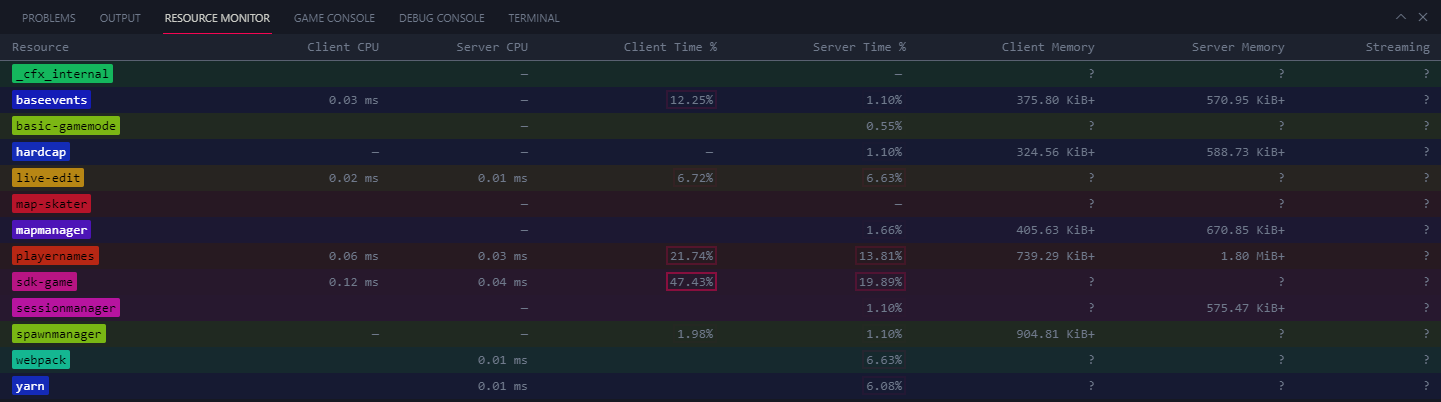 PROBLEMS OUTPUT RESOURCE MONITOR GAME CONSOLE DEBUG CONSOLE TERMINAL
Resource Client CPU Server CPU Client Time % Server Time % Client Memory Server Memory Streaming
_cfx_internal — — ? ? ?
baseevents 0.03 ms — 12.25% 1.10% 375.80 KiB+ 570.95 KiB+ ?
basic-gamemode — 0.55% ? ? ?
hardcap — — — 1.10% 324.56 KiB+ 588.73 KiB+ ?
live-edit 0.02 ms 0.01 ms 6.72% 6.63% ? ? ?
map-skater — — ? ? ?
mapmanager — 1.66% 405.63 KiB+ 670.85 KiB+ ?
playernames 0.06 ms 0.03 ms 21.74% 13.81% 739.29 KiB+ 1.80 MiB+ ?
sdk-game 0.12 ms 0.04 ms 47.43% 19.89% ? ? ?
sessionmanager — 1.10% ? 575.47 KiB+ ?
spawnmanager — — 1.98% 1.10% 904.81 KiB+ ? ?
webpack 0.01 ms 6.63% ? ? ?
yarn 0.01 ms 6.08% ? ? ?